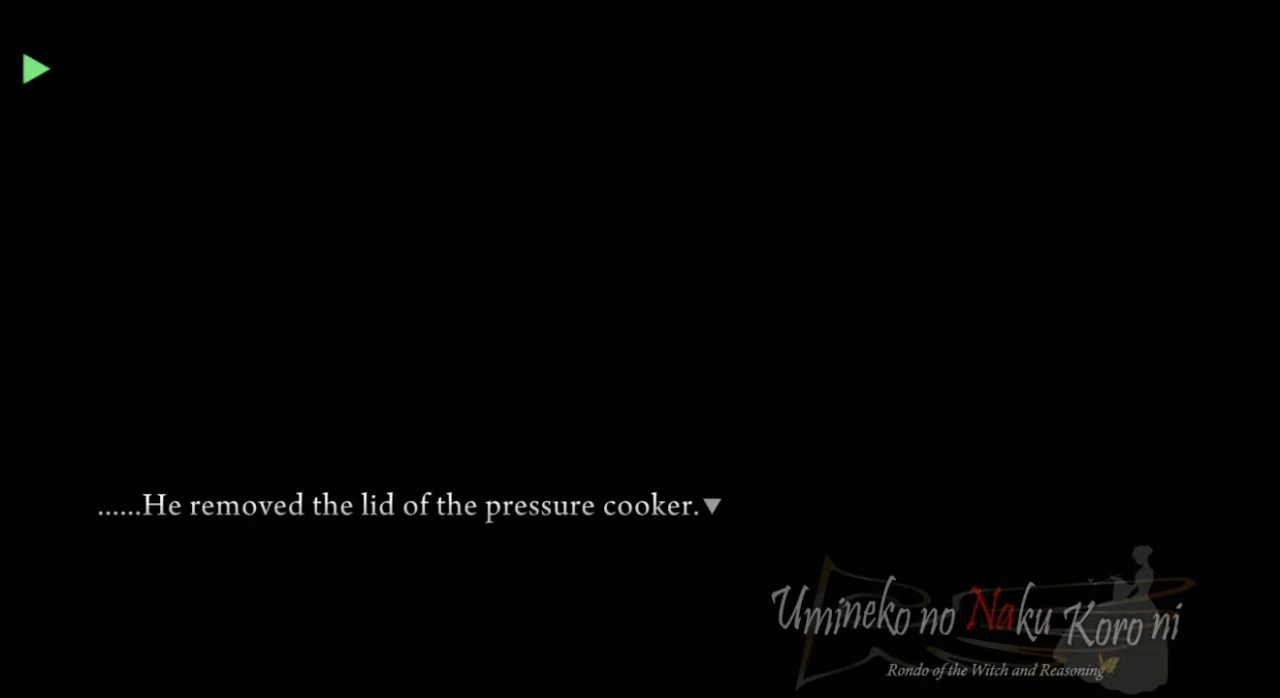 ......He removed the lid of the pressure cooker.
Umineko no Naku Koro ni
Rondo of the Witch and Reasoning